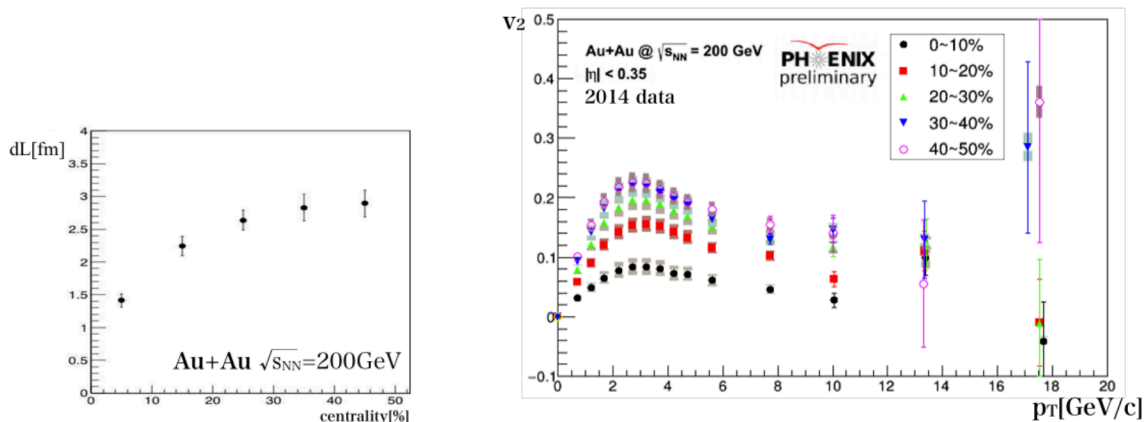 dL[fm]
4
3.5
3
2.5
2
1.5
1
0.5
0
0 10 20 30 40 50
centrality[%]
Au+Au √sNN=200GeV
v2
0.5
0.4
0.3
0.2
0.1
0
-0.1
0 2 4 6 8 10 12 14 16 18 20
pT[GeV/c]
Au+Au @ √sNN = 200 GeV
|η| < 0.35
2014 data
PHENIX
preliminary
0~10%
10~20%
20~30%
30~40%
40~50%